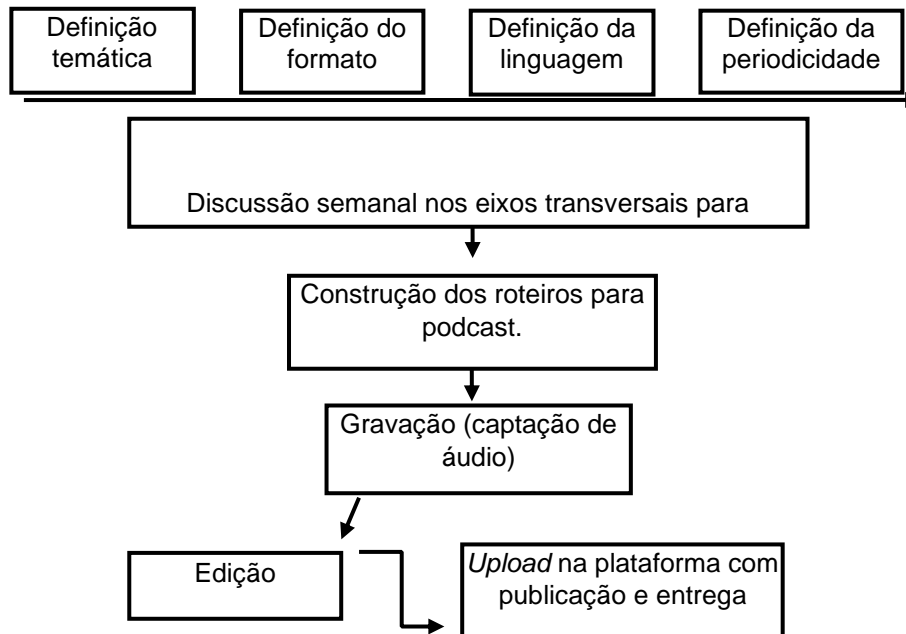 Definição
temática
Definição do
formato
Definição da
linguagem
Definição da
periodicidade
Discussão semanal nos eixos transversais para
Construção dos roteiros para
podcast.
Gravação (captação de
áudio)
Edição
Upload na plataforma com
publicação e entrega